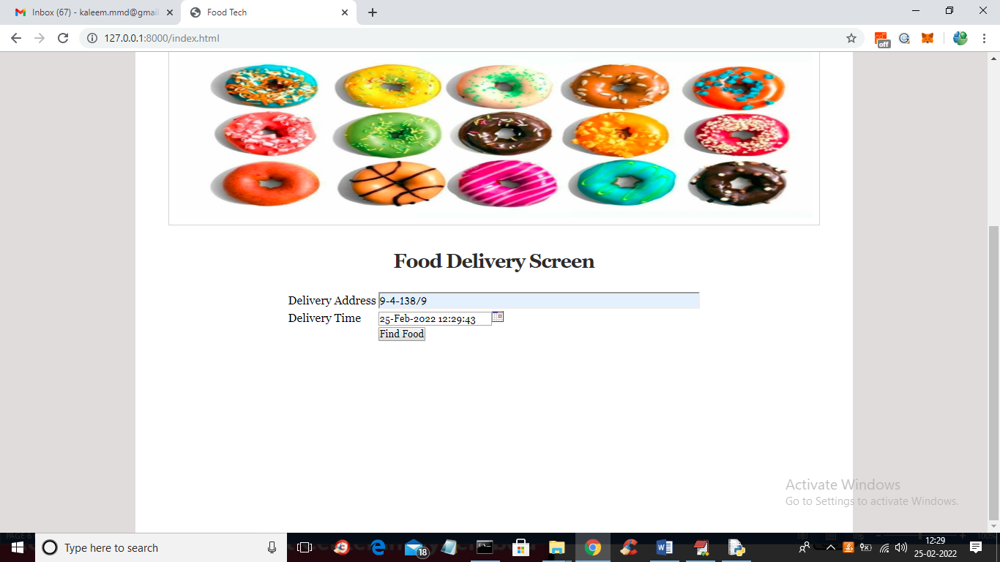 Inbox (67) - kaleem.mmd@gmail
Food Tech
127.0.0.1:8000/index.html
off
Food Delivery Screen
Delivery Address 9-4-138/9
Delivery Time 25-Feb-2022 12:29:43
Find Food
Activate Windows
Go to Settings to activate Windows.
Type here to search
18
12:29
25-02-2022